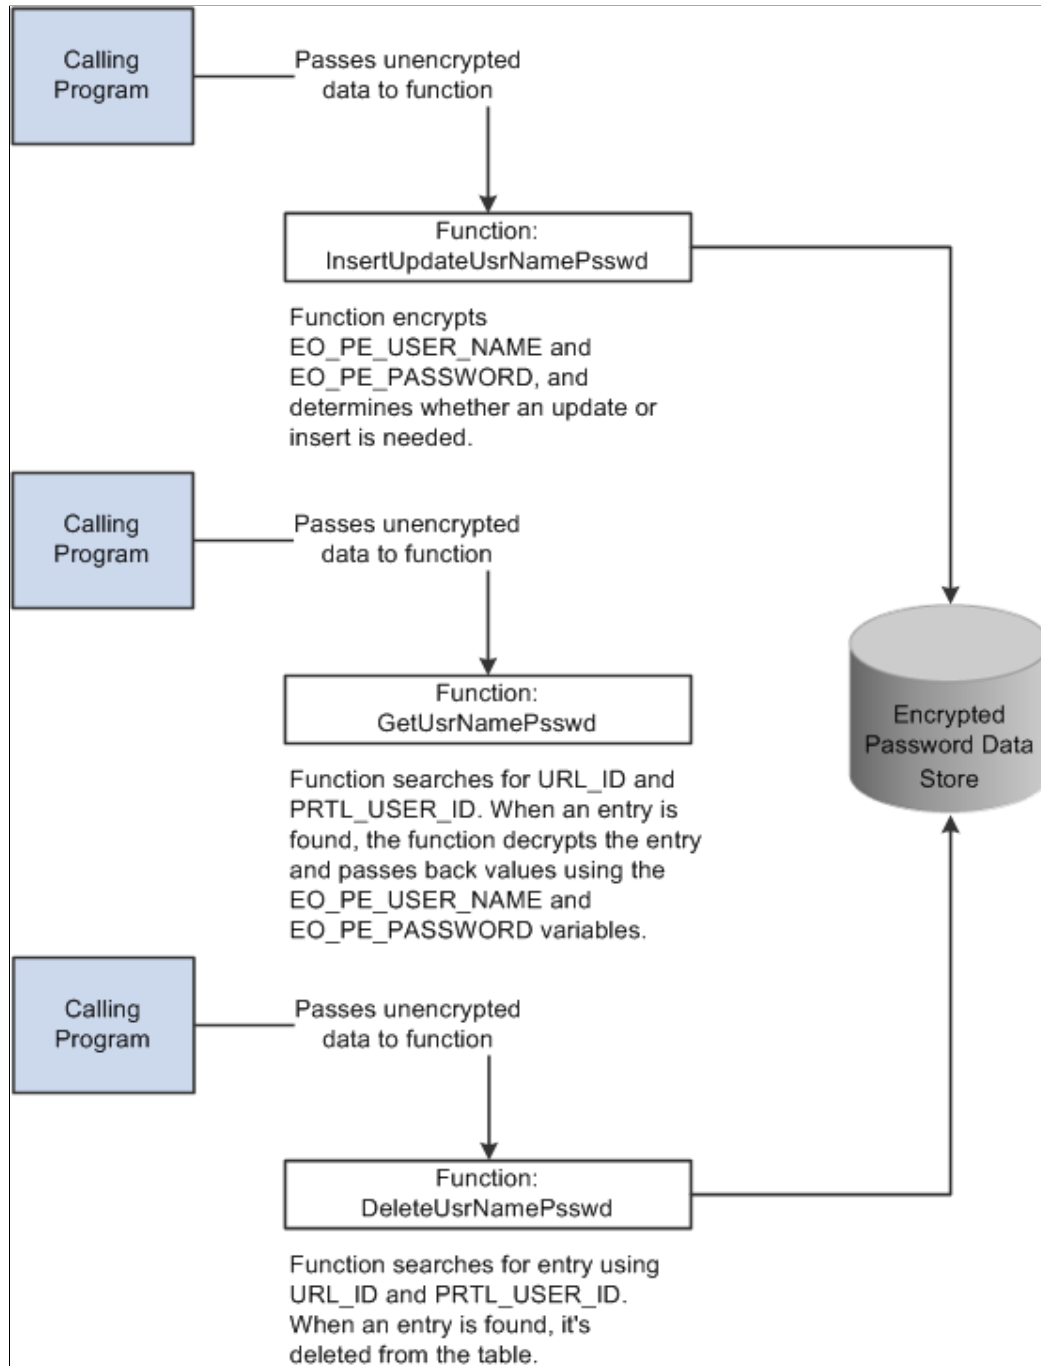 Calling
Program
Passes unencrypted
data to function
Function:
InsertUpdateUsrNamePsswd
Function encrypts
EO_PE_USER_NAME and
EO_PE_PASSWORD, and
determines whether an update or
insert is needed.
Calling
Program
Passes unencrypted
data to function
Function:
GetUsrNamePsswd
Encrypted
Password Data
Store
Function searches for URL_ID and
PRTL_USER_ID. When an entry is
found, the function decrypts the entry
and passes back values using the
EO_PE_USER_NAME and
EO_PE_PASSWORD variables.
Calling
Program
Passes unencrypted
data to function
Function:
DeleteUsrNamePsswd
Function searches for entry using
URL_ID and PRTL_USER_ID.
When an entry is found, it's
deleted from the table.